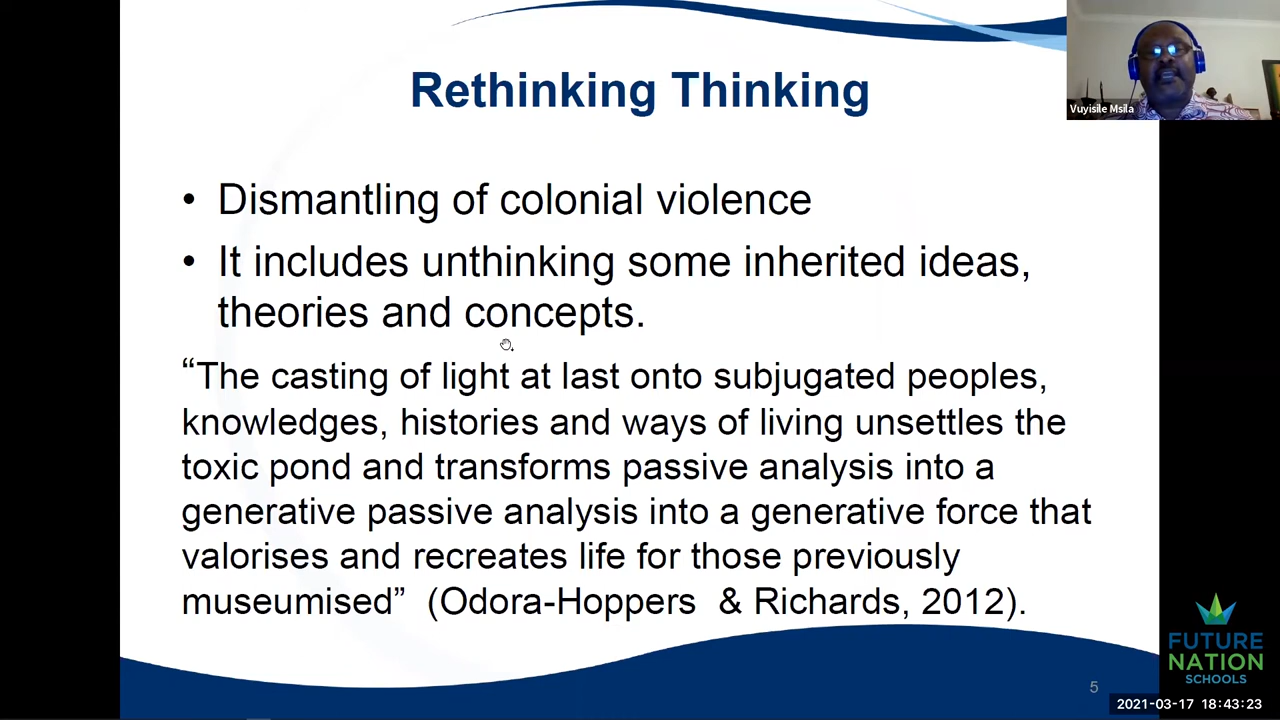 Rethinking Thinking
Vuyisile Msila
• Dismantling of colonial violence
• It includes unthinking some inherited ideas,
theories and concepts.
“The casting of light at last onto subjugated peoples,
knowledges, histories and ways of living unsettles the
toxic pond and transforms passive analysis into a
generative passive analysis into a generative force that
valorises and recreates life for those previously
museumised” (Odora-Hoppers & Richards, 2012).
FUTURE
NATION
SCHOOLS
5
2021-03-17 18:43:23